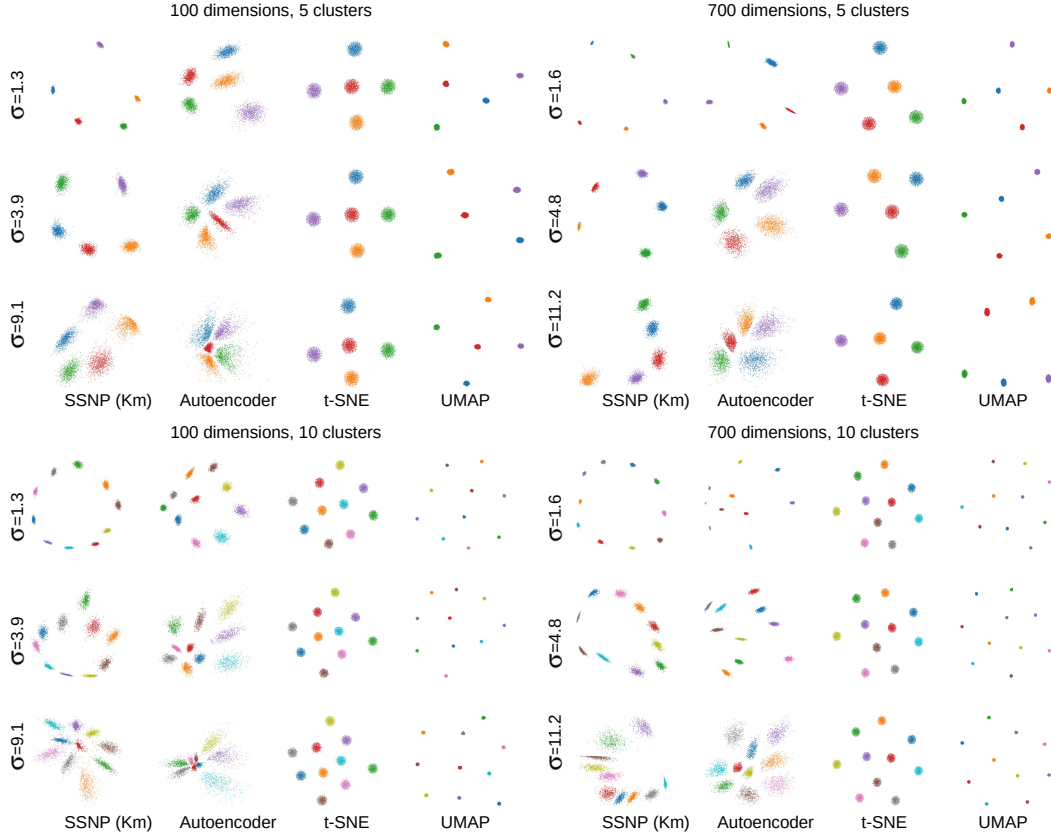 100 dimensions, 5 clusters
σ=1.3
σ=3.9
σ=9.1
SSNP (Km) Autoencoder t-SNE UMAP
700 dimensions, 5 clusters
σ=1.6
σ=4.8
σ=11.2
SSNP (Km) Autoencoder t-SNE UMAP
100 dimensions, 10 clusters
σ=1.3
σ=3.9
σ=9.1
SSNP (Km) Autoencoder t-SNE UMAP
700 dimensions, 10 clusters
σ=1.6
σ=4.8
σ=11.2
SSNP (Km) Autoencoder t-SNE UMAP